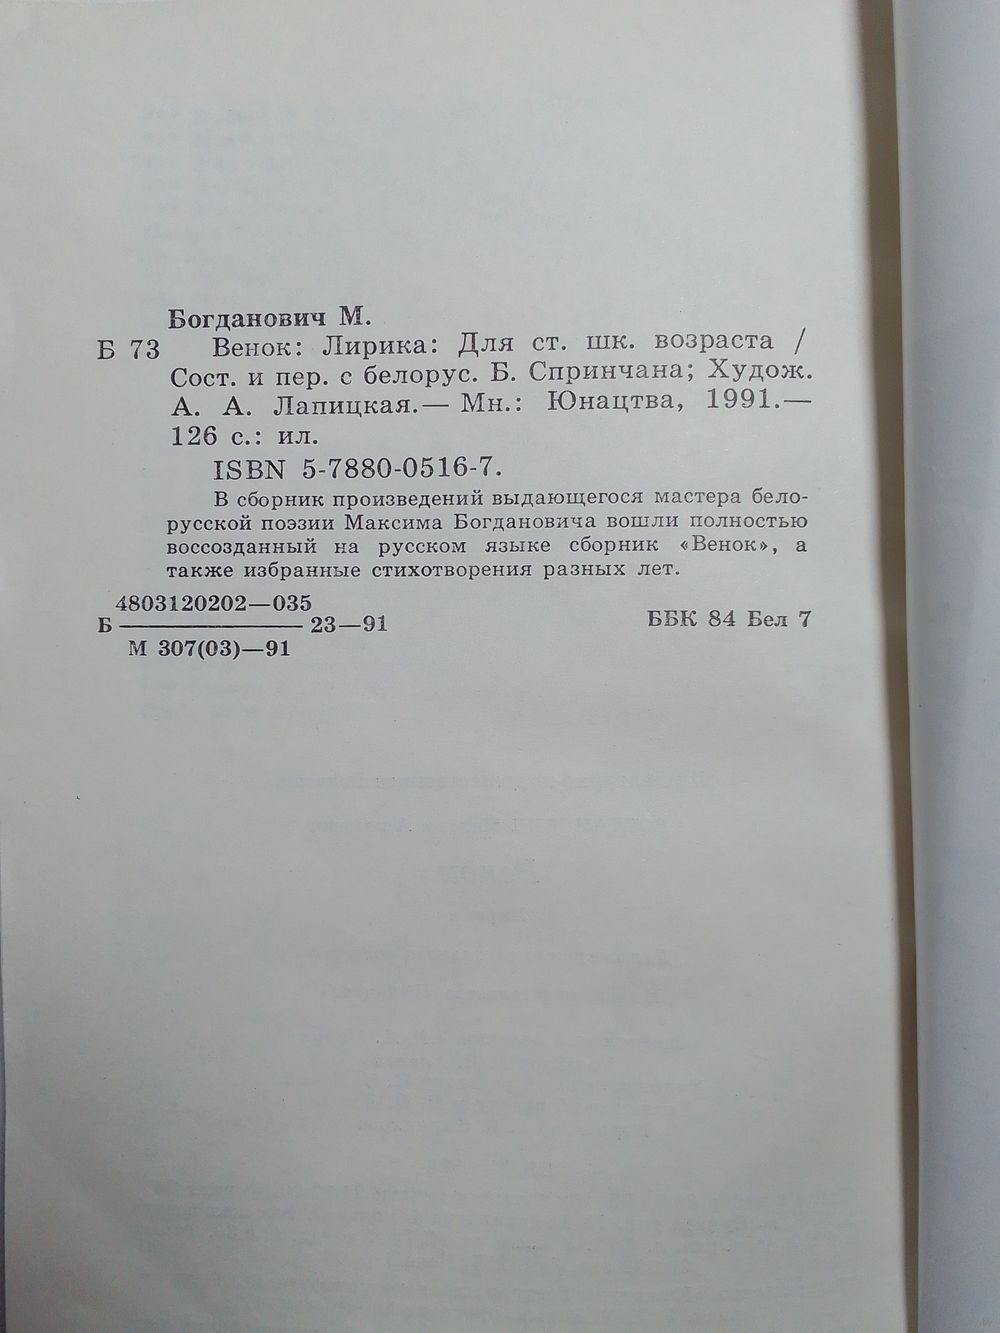 Богданович М.
Б 73 Венок: Лирика: Для ст. шк. возраста /
Сост. и пер. с белорус. Б. Спринчана; Худож.
А. А. Лапицкая.— Мн.: Юнацтва, 1991.—
126 с.: ил.
ISBN 5-7880-0516-7.
В сборник произведений выдающегося мастера бело-
русской поэзии Максима Богдановича вошли полностью
воссозданный на русском языке сборник «Венок», а
также избранные стихотворения разных лет.
4803120202—035
Б 23—91
М 307(03)—91
ББК 84 Бел 7